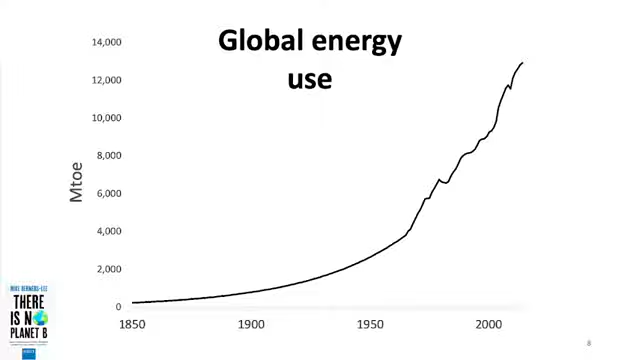 Global energy
use
14,000
12,000
10,000
8,000
6,000
4,000
2,000
0
Mtoe
1850
1900
1950
2000
MIKE BERNERS-LEE
THERE
IS NO
PLANET B
8